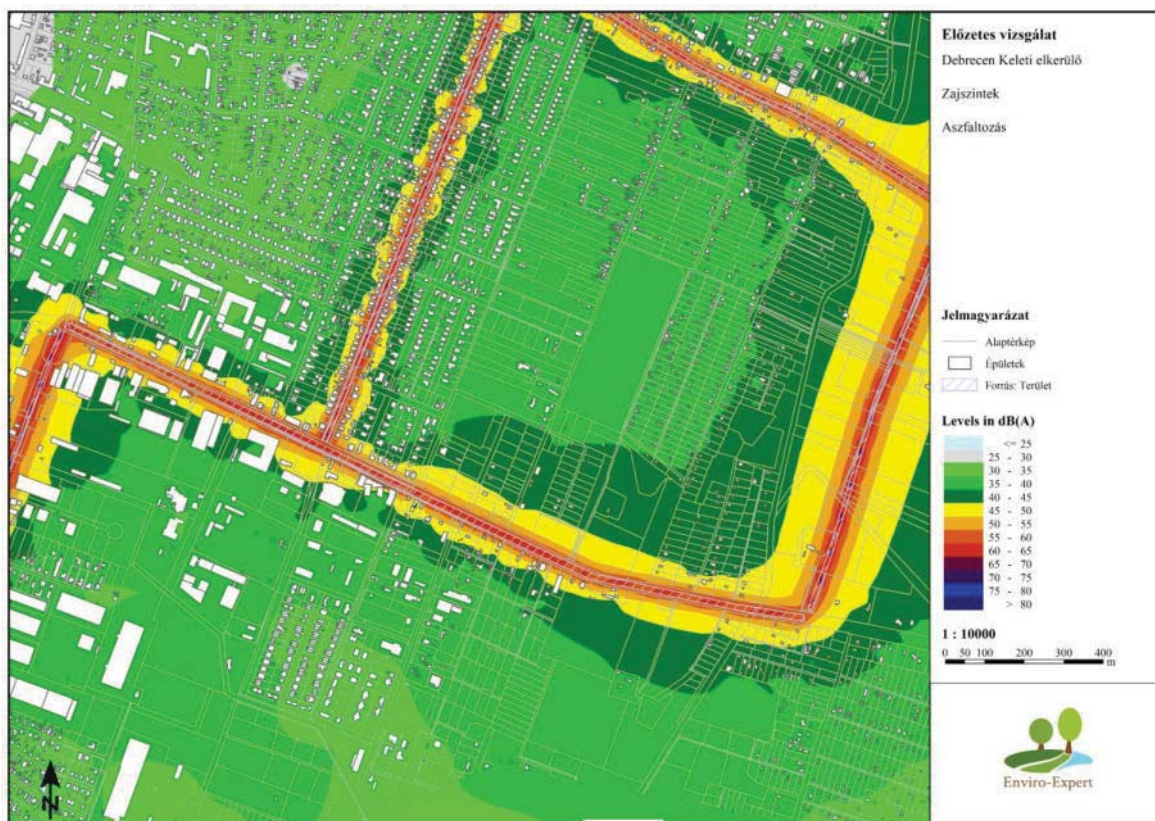 Előzetes vizsgálat
Debrecen Keleti elkerülő
Zajszintek
Aszfaltozás
Jelmagyarázat
Alaptérkép
Épületek
Forrás: Terület
Levels in dB(A)
<= 25
25 - 30
30 - 35
35 - 40
40 - 45
45 - 50
50 - 55
55 - 60
60 - 65
65 - 70
70 - 75
75 - 80
> 80
1 : 10000
0 50 100 200 300 400
m
Enviro-Expert
N